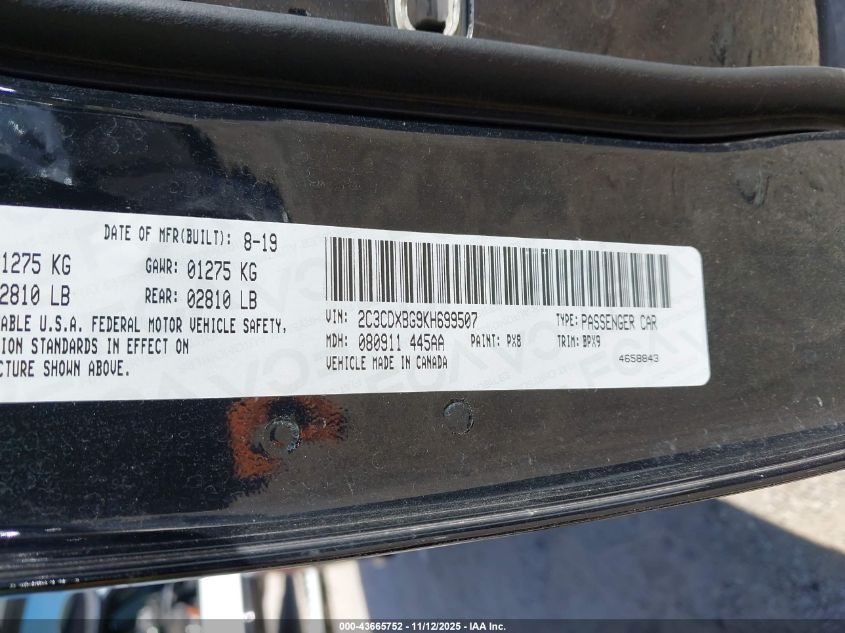 DATE OF MFR(BUILT): 8-19
1275 KG GAWR: 01275 KG
2810 LB REAR: 02810 LB
ABLE U.S.A. FEDERAL MOTOR VEHICLE SAFETY,
ION STANDARDS IN EFFECT ON
CTURE SHOWN ABOVE.
VIN: 2C3CDXBG9KH699507 TYPE: PASSENGER CAR
MDH: 080911 445AA PAINT: PX8 TRIM: BPX9
VEHICLE MADE IN CANADA 4658843
000-43665752 — 11/12/2025 — IAA Inc.